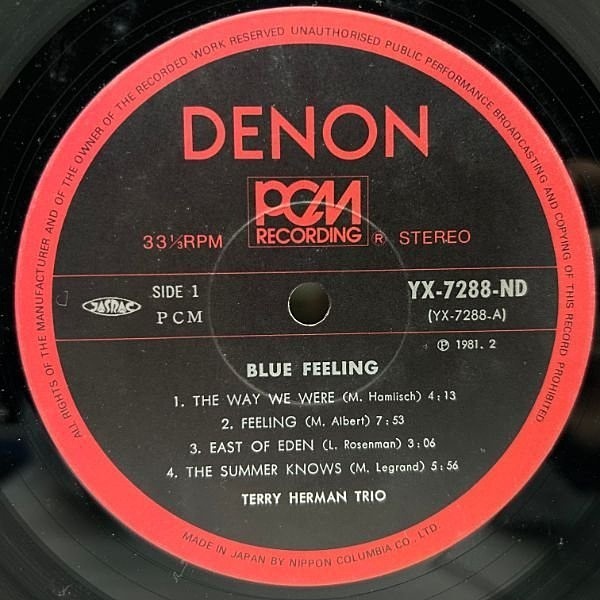 ALL RIGHTS OF THE MANUFACTURER AND OF THE OWNER OF THE RECORDED WORK RESERVED UNAUTHORISED PUBLIC PERFORMANCE BROADCASTING AND COPYING OF THIS RECORD PROHIBITED
DENON
PCM
RECORDING ®
33⅓RPM STEREO
JASRAC SIDE 1 YX-7288-ND
PCM (YX-7288-A)
℗ 1981. 2
BLUE FEELING
1. THE WAY WE WERE (M. Hamlisch) 4:13
2. FEELING (M. Albert) 7:53
3. EAST OF EDEN (L. Rosenman) 3:06
4. THE SUMMER KNOWS (M. Legrand) 5:56
TERRY HERMAN TRIO
MADE IN JAPAN BY NIPPON COLUMBIA CO., LTD.